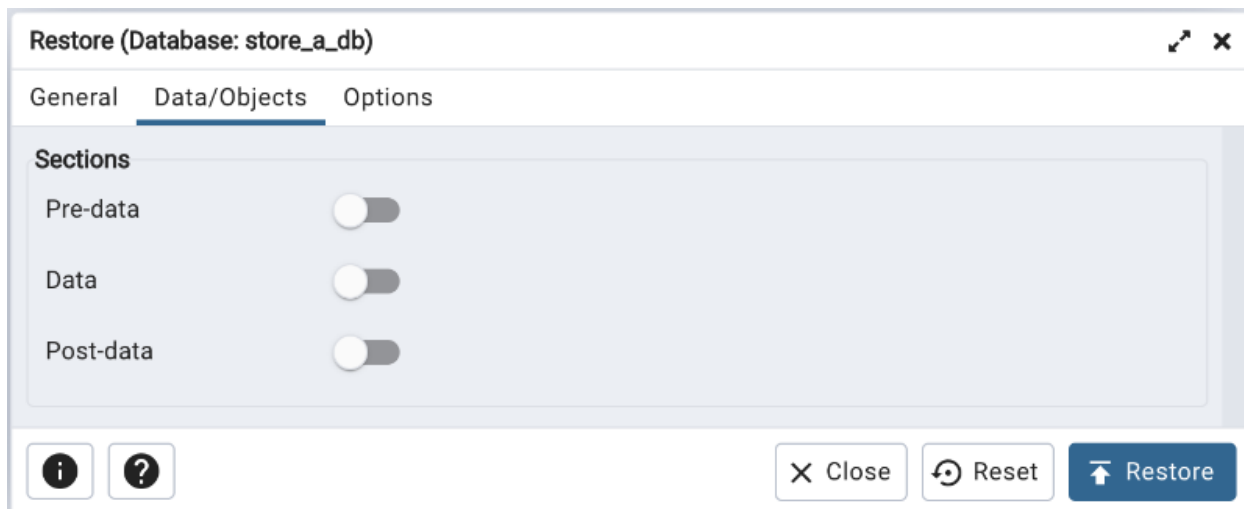 Restore (Database: store_a_db)
General Data/Objects Options
Sections
Pre-data
Data
Post-data
Close Reset Restore